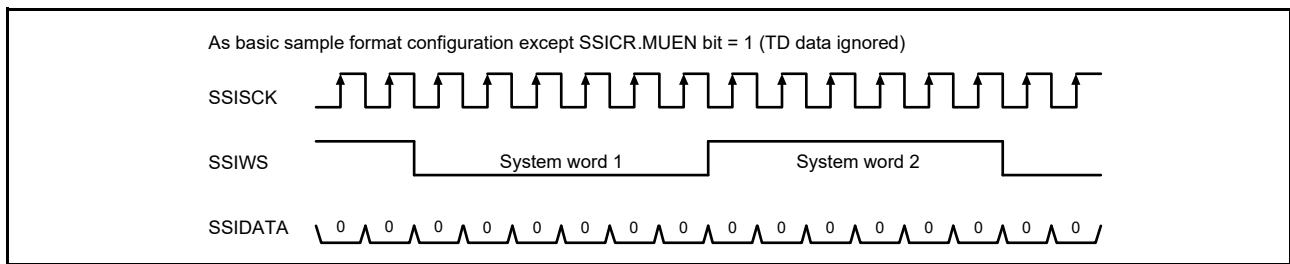 As basic sample format configuration except SSICR.MUEN bit = 1 (TD data ignored)
SSISCK
SSIWS System word 1 System word 2
SSIDATA 0 0 0 0 0 0 0 0 0 0 0 0 0 0 0 0